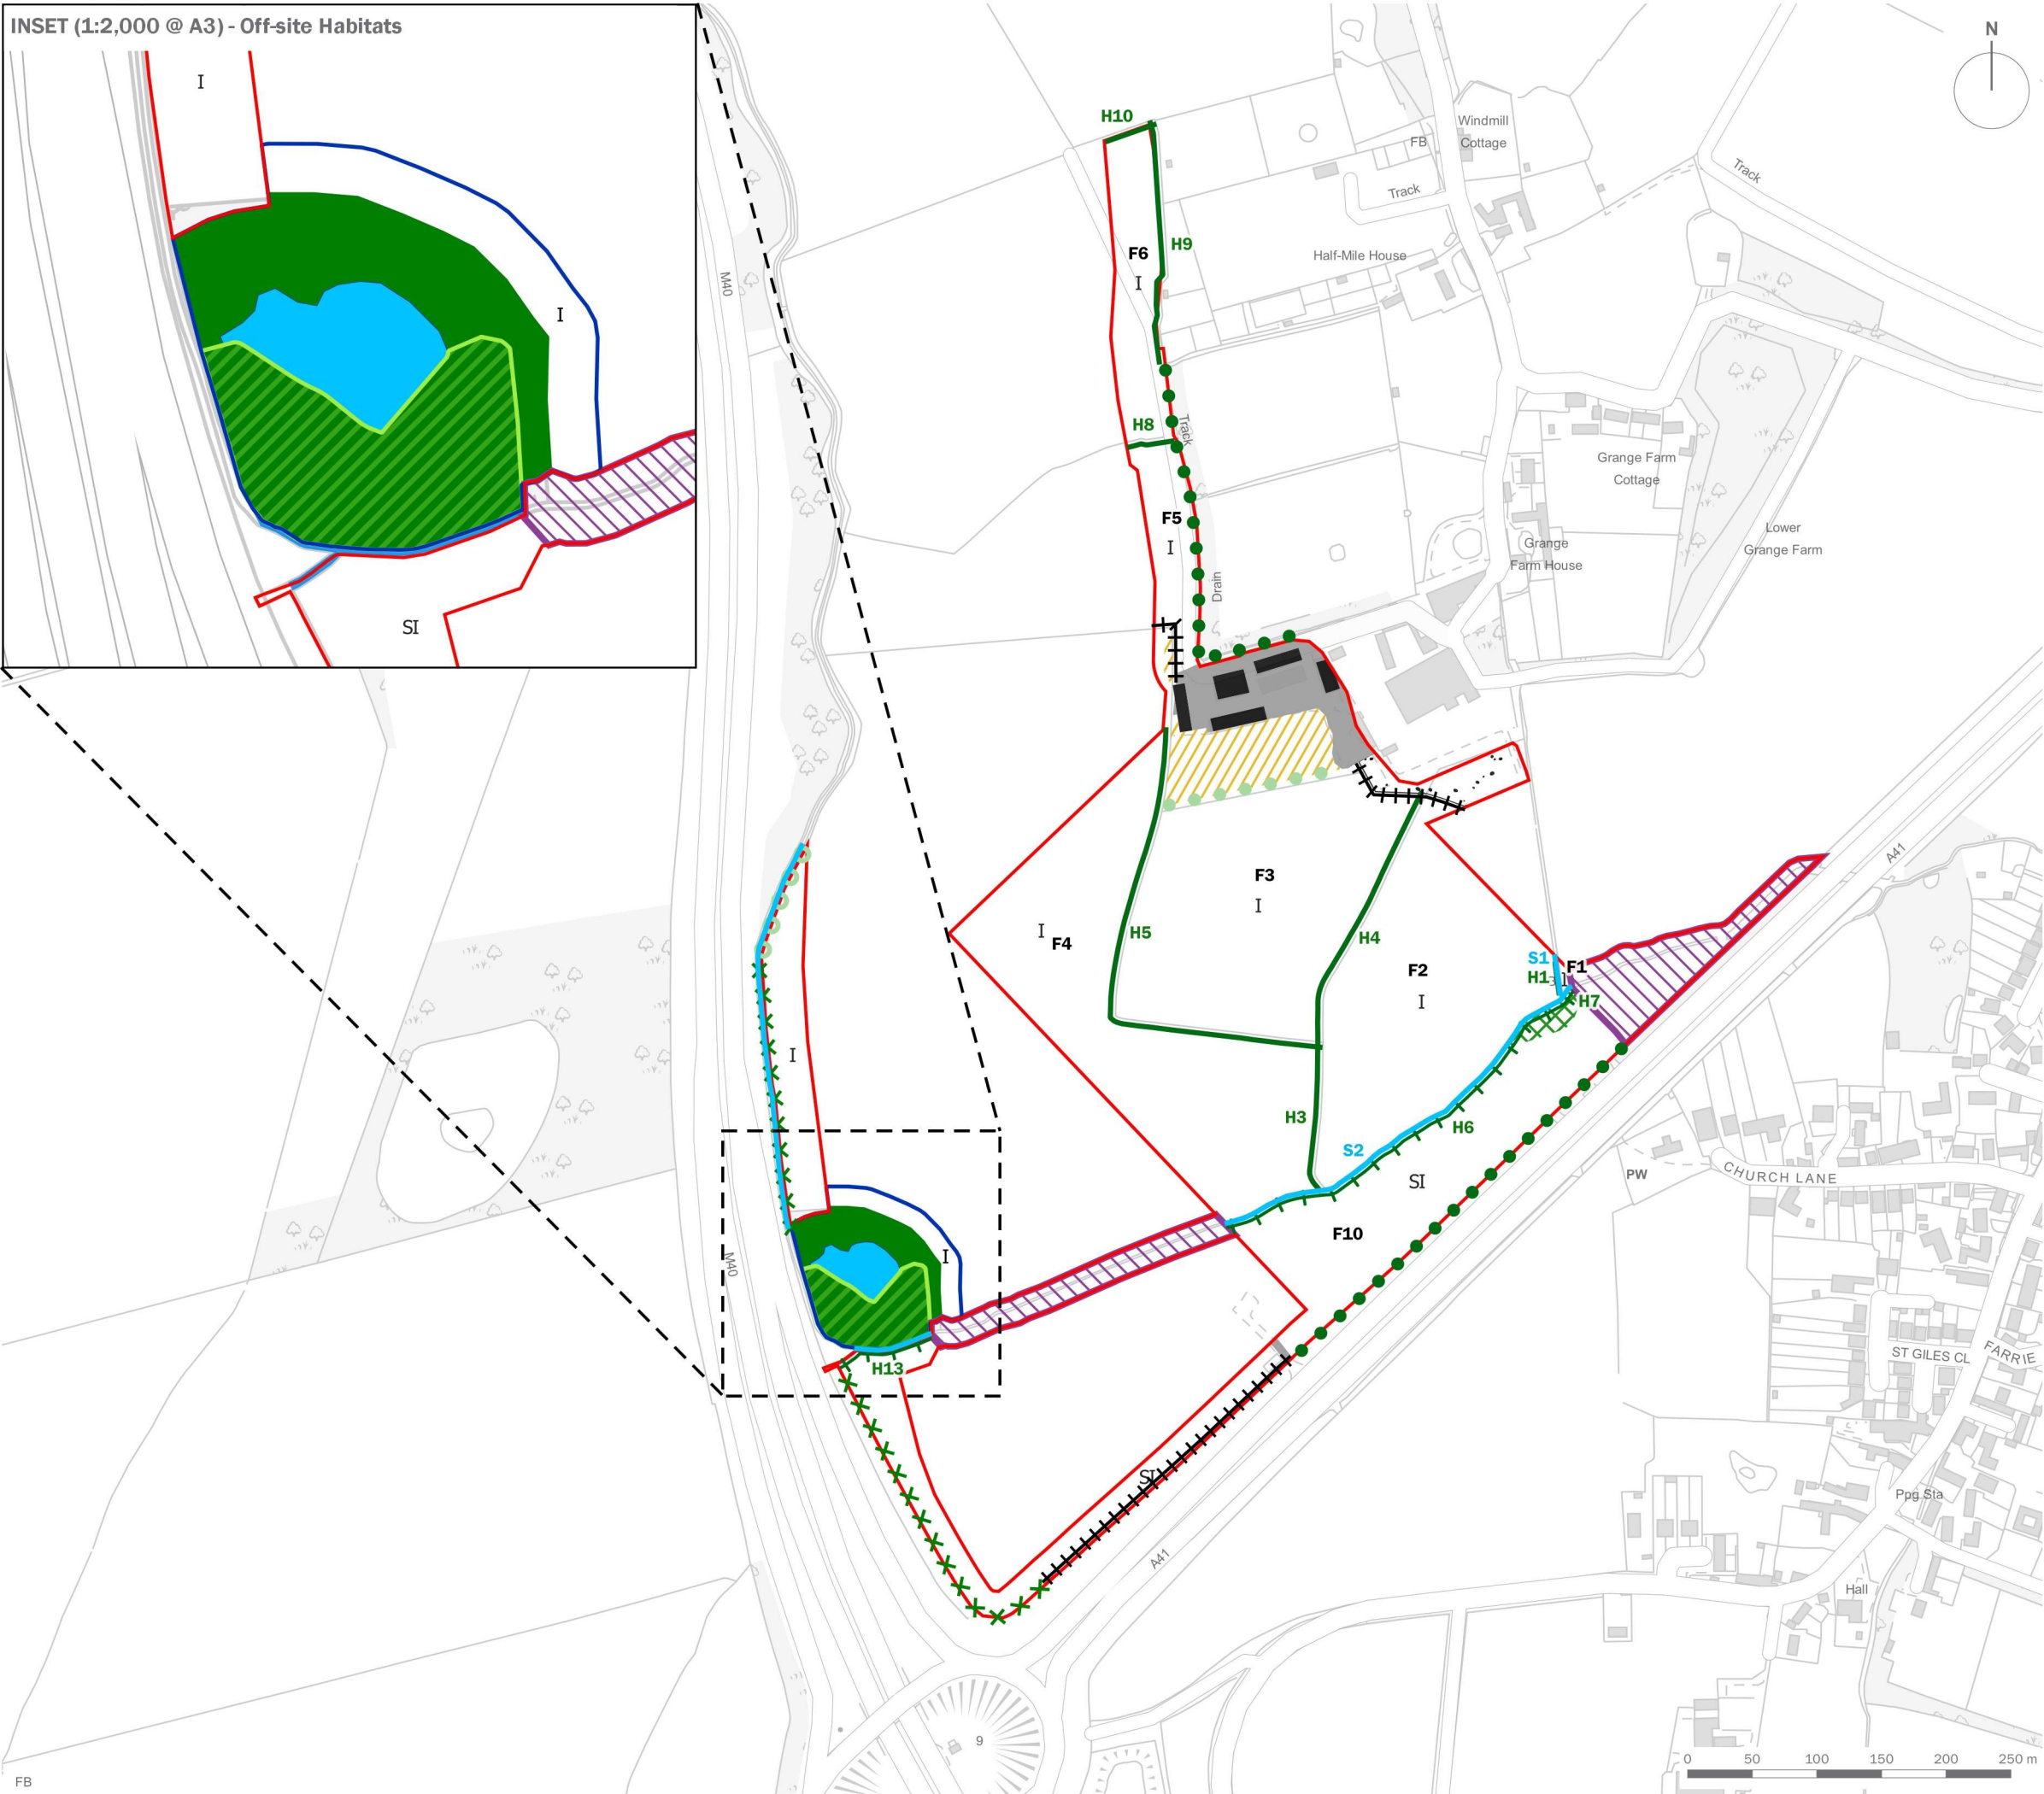 INSET (1:2,000 @ A3) - Off-site Habitats
N
I
I
SI
H10
FB
Windmill
Cottage
Track
Track
M40
F6
I
H9
Half-Mile House
H8
Track
Grange Farm
Cottage
F5
I
Lower
Grange Farm
Grange
Farm House
Drain
A41
F3
I
I
F4
H5
H4
F2
I
S1
F1
H1
I
H7
I
H3
H6
S2
SI
PW
CHURCH LANE
F10
M40
I
H13
ST GILES CL
FARRIE
SI
Ppg Sta
A41
Hall
9
0 50 100 150 200 250 m
FB